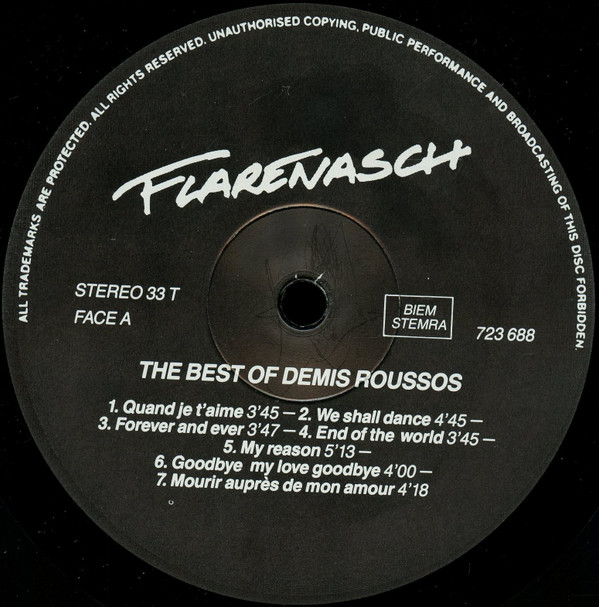 ALL TRADEMARKS ARE PROTECTED. ALL RIGHTS RESERVED. UNAUTHORISED COPYING, PUBLIC PERFORMANCE AND BROADCASTING OF THIS DISC FORBIDDEN.
FLARENASCH
STEREO 33 T
FACE A
BIEM
STEMRA
723 688
THE BEST OF DEMIS ROUSSOS
1. Quand je t'aime 3'45 — 2. We shall dance 4'45 —
3. Forever and ever 3'47 — 4. End of the world 3'45 —
5. My reason 5'13 —
6. Goodbye my love goodbye 4'00 —
7. Mourir auprès de mon amour 4'18